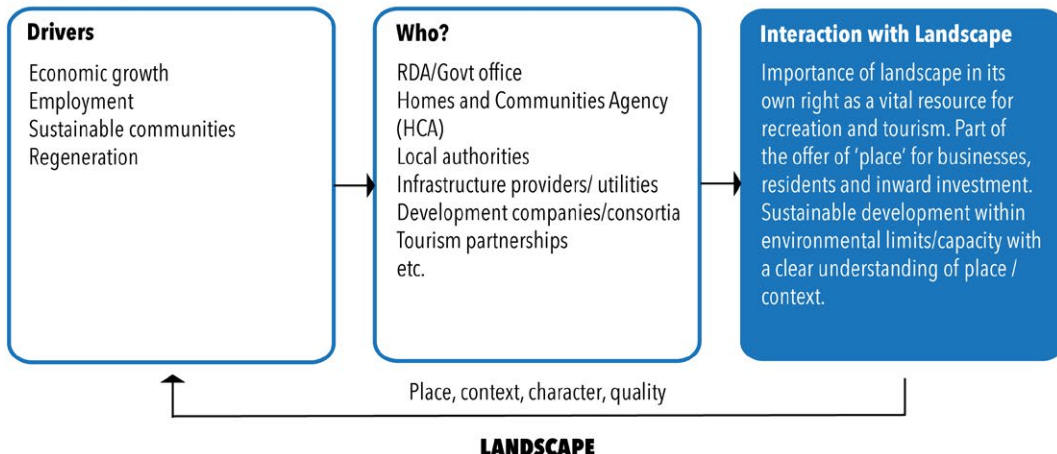 Drivers
Economic growth
Employment
Sustainable communities
Regeneration
Who?
RDA/Govt office
Homes and Communities Agency
(HCA)
Local authorities
Infrastructure providers/ utilities
Development companies/consortia
Tourism partnerships
etc.
Interaction with Landscape
Importance of landscape in its
own right as a vital resource for
recreation and tourism. Part of
the offer of ‘place’ for businesses,
residents and inward investment.
Sustainable development within
environmental limits/capacity with
a clear understanding of place /
context.
Place, context, character, quality
LANDSCAPE